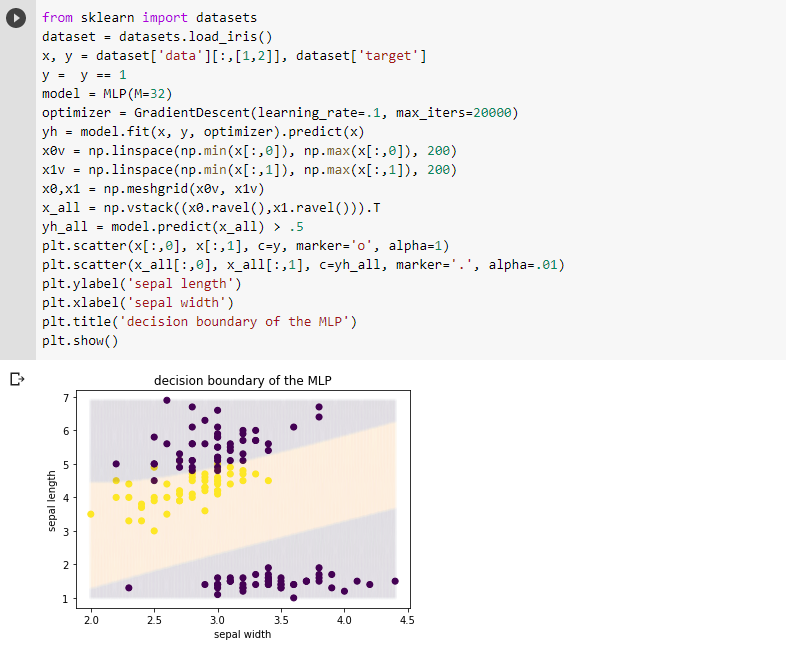 from sklearn import datasets
dataset = datasets.load_iris()
x, y = dataset['data'][:,[1,2]], dataset['target']
y =  y == 1
model = MLP(M=32)
optimizer = GradientDescent(learning_rate=.1, max_iters=20000)
yh = model.fit(x, y, optimizer).predict(x)
x0v = np.linspace(np.min(x[:,0]), np.max(x[:,0]), 200)
x1v = np.linspace(np.min(x[:,1]), np.max(x[:,1]), 200)
x0,x1 = np.meshgrid(x0v, x1v)
x_all = np.vstack((x0.ravel(),x1.ravel())).T
yh_all = model.predict(x_all) > .5
plt.scatter(x[:,0], x[:,1], c=y, marker='o', alpha=1)
plt.scatter(x_all[:,0], x_all[:,1], c=yh_all, marker='.', alpha=.01)
plt.ylabel('sepal length')
plt.xlabel('sepal width')
plt.title('decision boundary of the MLP')
plt.show()
decision boundary of the MLP
7
6
5
4
3
2
1
sepal length
2.0 2.5 3.0 3.5 4.0 4.5
sepal width